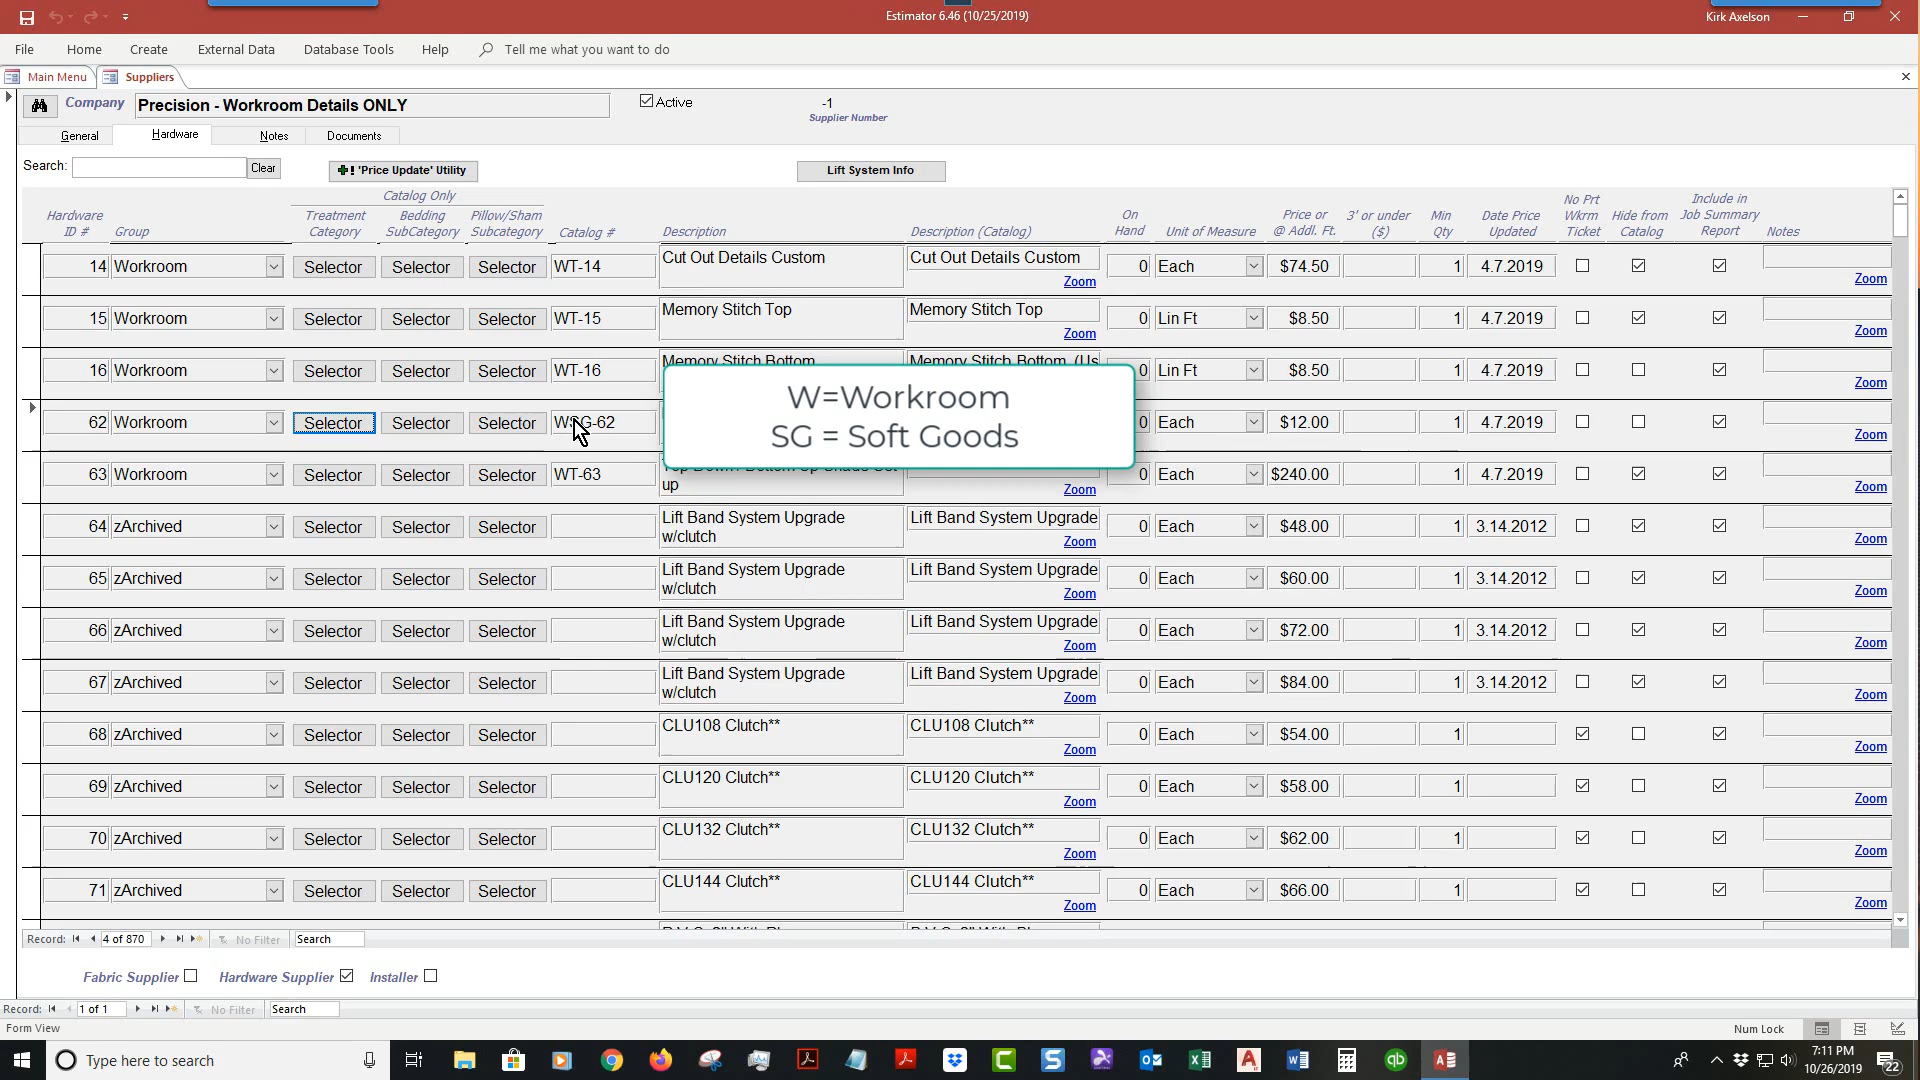 Estimator 6.46 (10/25/2019)
Kirk Axelson
File Home Create External Data Database Tools Help Tell me what you want to do
Main Menu Suppliers
Company Precision - Workroom Details ONLY
Active
-1
Supplier Number
General Hardware Notes Documents
Search: Clear ! 'Price Update' Utility Lift System Info
Catalog Only
Hardware ID # Group Treatment Category Bedding SubCategory Pillow/Sham Subcategory Catalog # Description Description (Catalog) On Hand Unit of Measure Price or @ Addl. Ft. 3' or under ($) Min Qty Date Price Updated No Prt Wkrm Ticket Hide from Catalog Include in Job Summary Report Notes
14 Workroom Selector Selector Selector WT-14 Cut Out Details Custom Cut Out Details Custom Zoom 0 Each $74.50 1 4.7.2019 Zoom
15 Workroom Selector Selector Selector WT-15 Memory Stitch Top Memory Stitch Top Zoom 0 Lin Ft $8.50 1 4.7.2019 Zoom
16 Workroom Selector Selector Selector WT-16 Memory Stitch Bottom Memory Stitch Bottom (Us 0 Lin Ft $8.50 1 4.7.2019 Zoom
W=Workroom
SG = Soft Goods
62 Workroom Selector Selector Selector WSG-62 0 Each $12.00 1 4.7.2019 Zoom
63 Workroom Selector Selector Selector WT-63 up Zoom 0 Each $240.00 1 4.7.2019 Zoom
64 zArchived Selector Selector Selector Lift Band System Upgrade w/clutch Lift Band System Upgrade Zoom 0 Each $48.00 1 3.14.2012 Zoom
65 zArchived Selector Selector Selector Lift Band System Upgrade w/clutch Lift Band System Upgrade Zoom 0 Each $60.00 1 3.14.2012 Zoom
66 zArchived Selector Selector Selector Lift Band System Upgrade w/clutch Lift Band System Upgrade Zoom 0 Each $72.00 1 3.14.2012 Zoom
67 zArchived Selector Selector Selector Lift Band System Upgrade w/clutch Lift Band System Upgrade Zoom 0 Each $84.00 1 3.14.2012 Zoom
68 zArchived Selector Selector Selector CLU108 Clutch** CLU108 Clutch** Zoom 0 Each $54.00 1 Zoom
69 zArchived Selector Selector Selector CLU120 Clutch** CLU120 Clutch** Zoom 0 Each $58.00 1 Zoom
70 zArchived Selector Selector Selector CLU132 Clutch** CLU132 Clutch** Zoom 0 Each $62.00 1 Zoom
71 zArchived Selector Selector Selector CLU144 Clutch** CLU144 Clutch** Zoom 0 Each $66.00 1 Zoom
Record: 4 of 870 No Filter Search
Fabric Supplier Hardware Supplier Installer
Record: 1 of 1 No Filter Search
Form View Num Lock
Type here to search
7:11 PM
10/26/2019
22